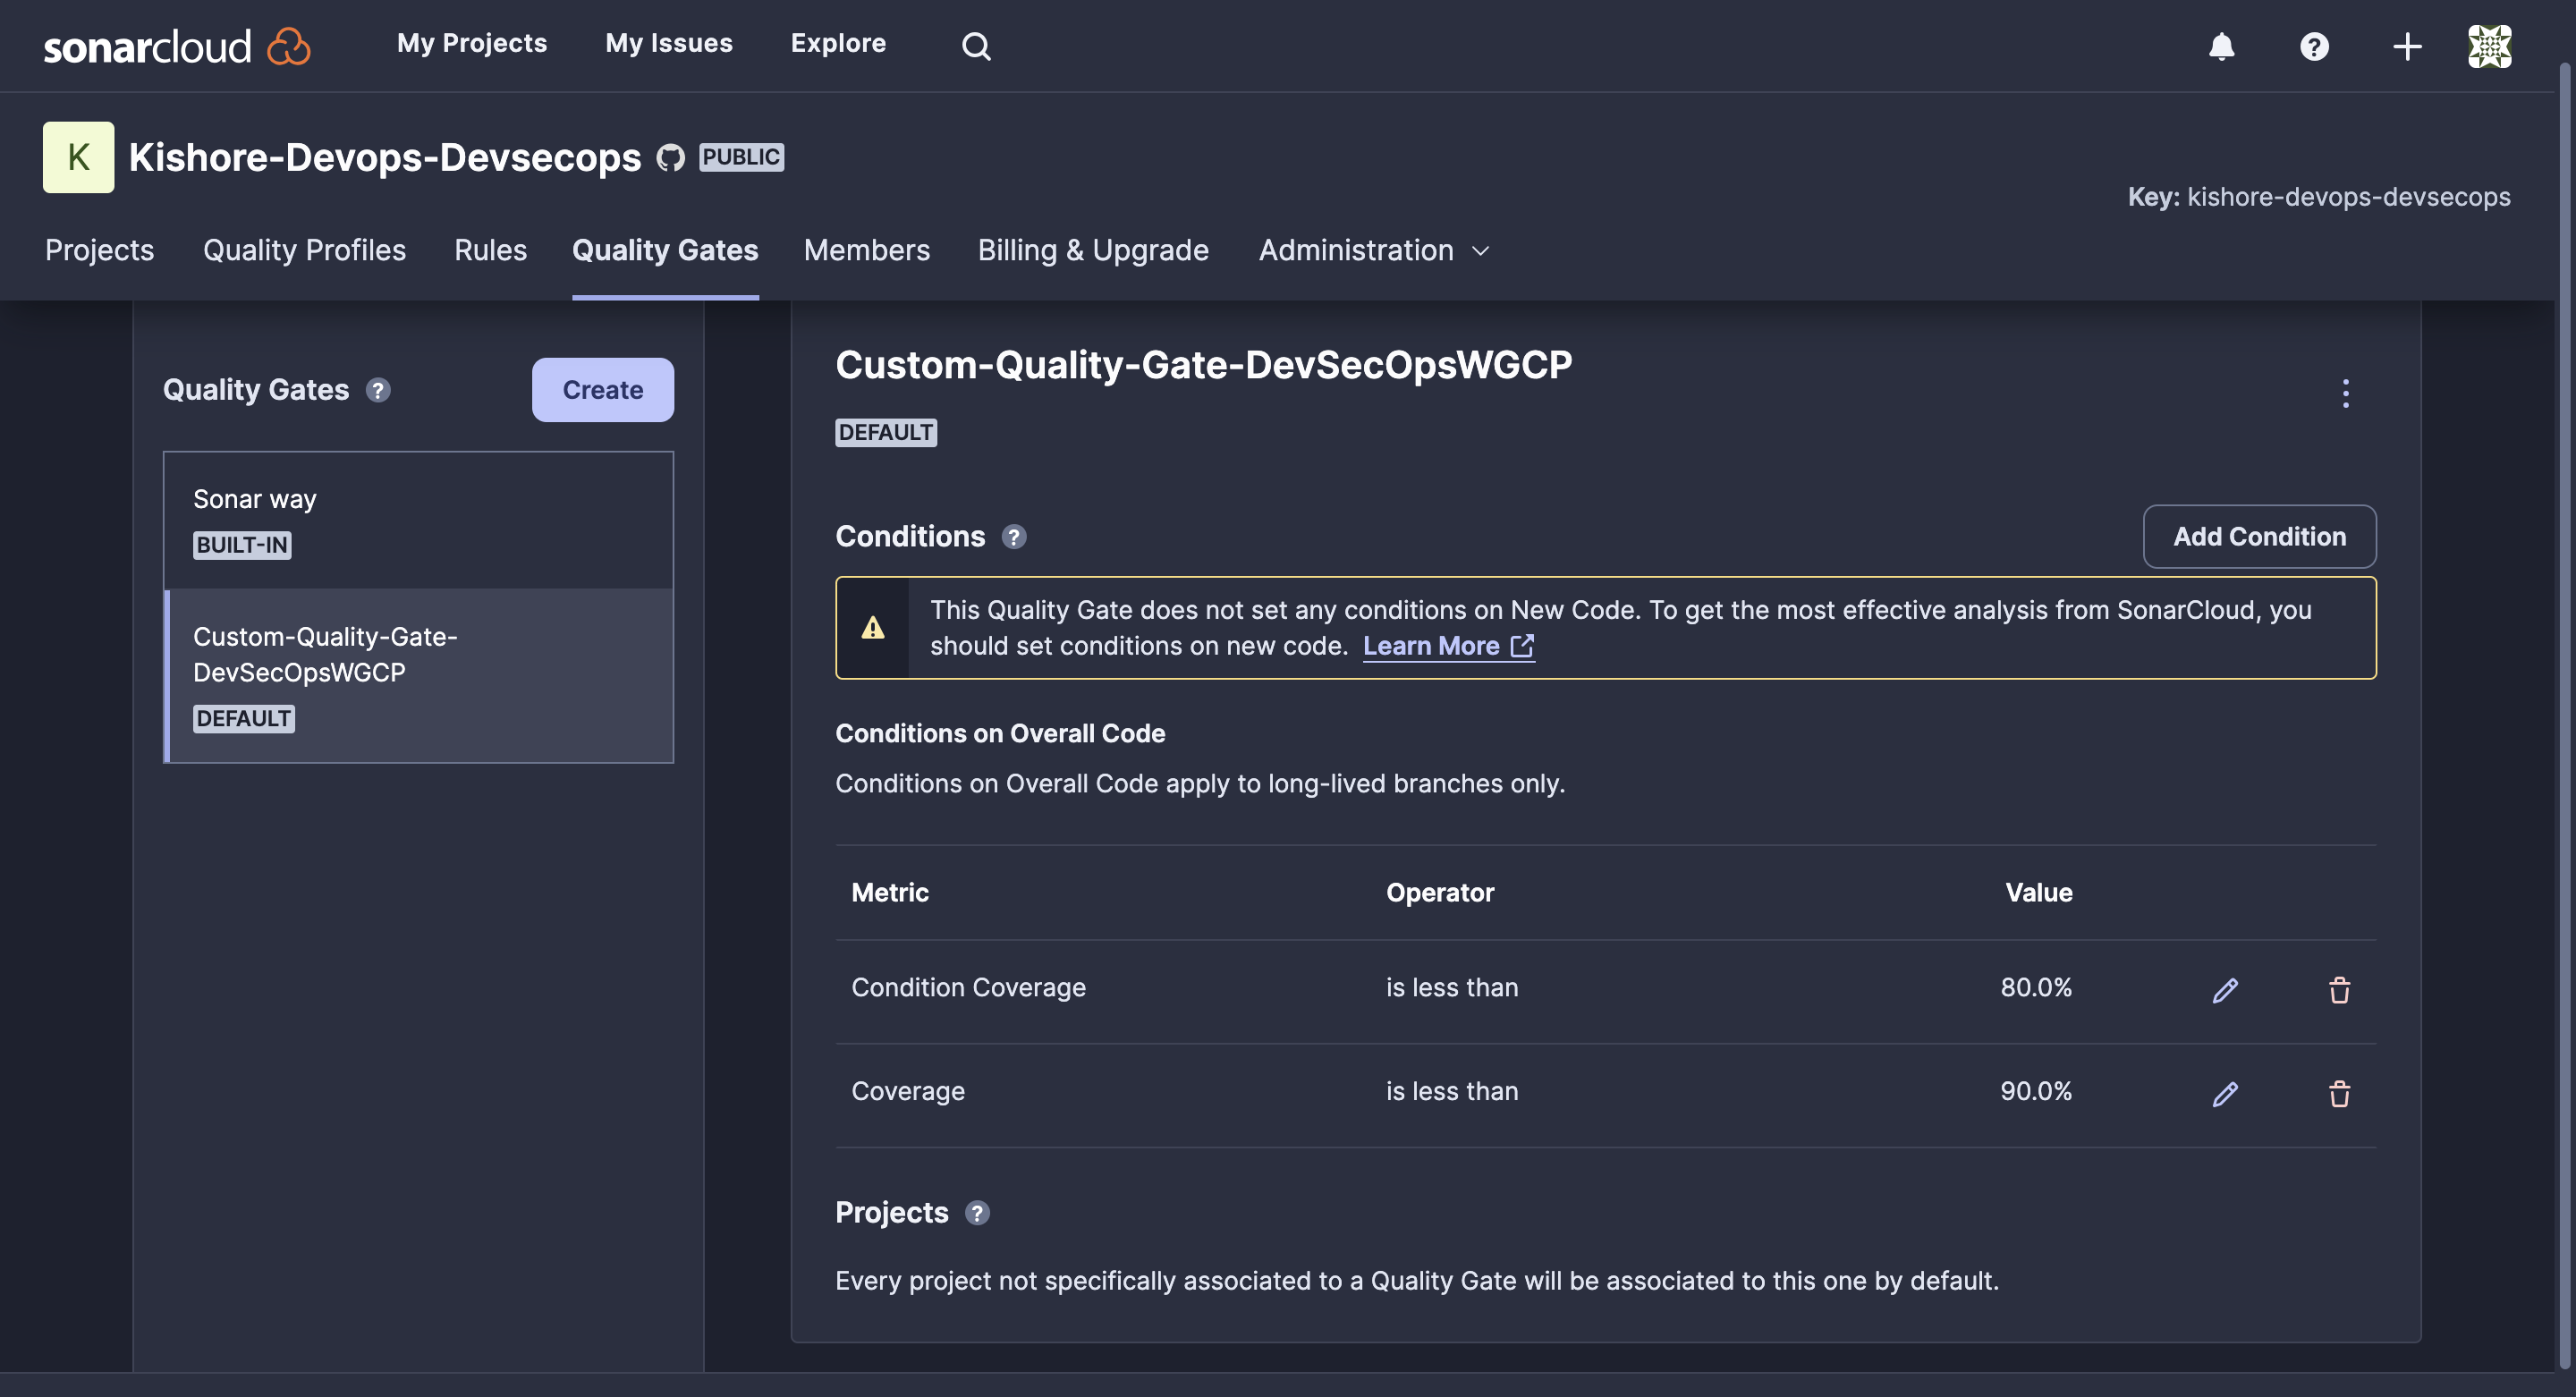 sonarcloud
My Projects
My Issues
Explore
K
Kishore-Devops-Devsecops
PUBLIC
Key: kishore-devops-devsecops
Projects
Quality Profiles
Rules
Quality Gates
Members
Billing & Upgrade
Administration
Quality Gates ?
Create
Sonar way
BUILT-IN
Custom-Quality-Gate-
DevSecOpsWGCP
DEFAULT
Custom-Quality-Gate-DevSecOpsWGCP
DEFAULT
Conditions ?
Add Condition
This Quality Gate does not set any conditions on New Code. To get the most effective analysis from SonarCloud, you
should set conditions on new code. Learn More
Conditions on Overall Code
Conditions on Overall Code apply to long-lived branches only.
Metric Operator Value
Condition Coverage is less than 80.0%
Coverage is less than 90.0%
Projects ?
Every project not specifically associated to a Quality Gate will be associated to this one by default.